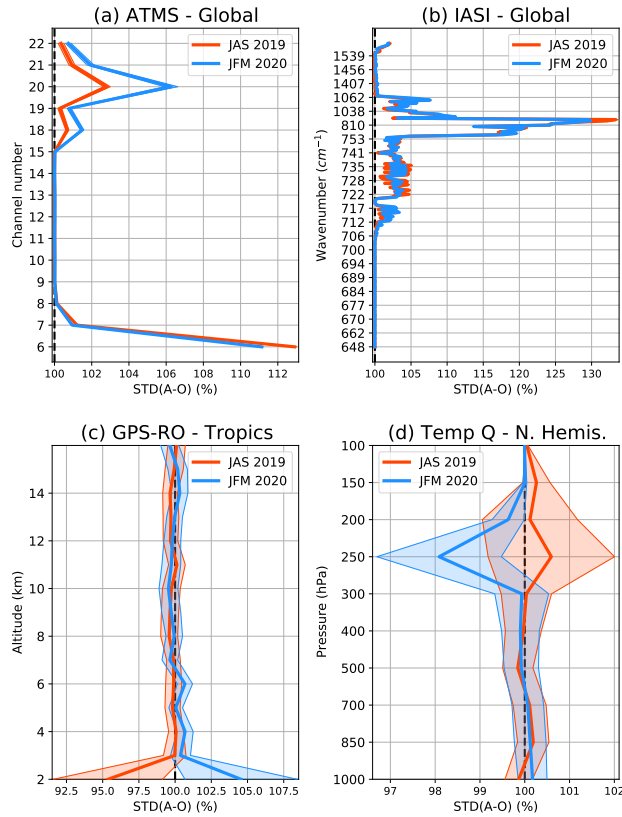 (a) ATMS - Global
JAS 2019
JFM 2020
Channel number
22
21
20
19
18
15
14
13
12
11
10
9
8
7
6
100 102 104 106 108 110 112
STD(A-O) (%)
(b) IASI - Global
JAS 2019
JFM 2020
Wavenumber (cm⁻¹)
1539
1456
1407
1062
1038
810
753
741
735
728
722
717
712
706
700
694
689
684
677
670
662
648
100 105 110 115 120 125 130
STD(A-O) (%)
(c) GPS-RO - Tropics
JAS 2019
JFM 2020
Altitude (km)
14
12
10
8
6
4
2
92.5 95.0 97.5 100.0 102.5 105.0 107.5
STD(A-O) (%)
(d) Temp Q - N. Hemis.
JAS 2019
JFM 2020
Pressure (hPa)
100
150
200
250
300
400
500
700
850
1000
97 98 99 100 101 102
STD(A-O) (%)